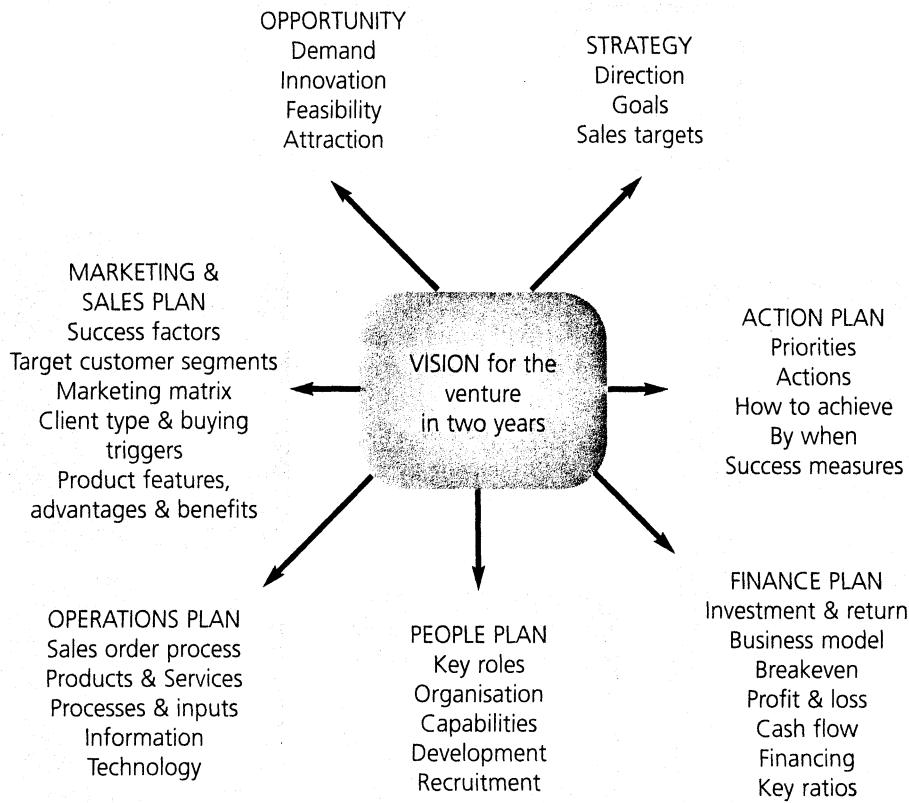 OPPORTUNITY
Demand
Innovation
Feasibility
Attraction
STRATEGY
Direction
Goals
Sales targets
MARKETING &
SALES PLAN
Success factors
Target customer segments
Marketing matrix
Client type & buying
triggers
Product features,
advantages & benefits
VISION for the
venture
in two years
ACTION PLAN
Priorities
Actions
How to achieve
By when
Success measures
OPERATIONS PLAN
Sales order process
Products & Services
Processes & inputs
Information
Technology
PEOPLE PLAN
Key roles
Organisation
Capabilities
Development
Recruitment
FINANCE PLAN
Investment & return
Business model
Breakeven
Profit & loss
Cash flow
Financing
Key ratios